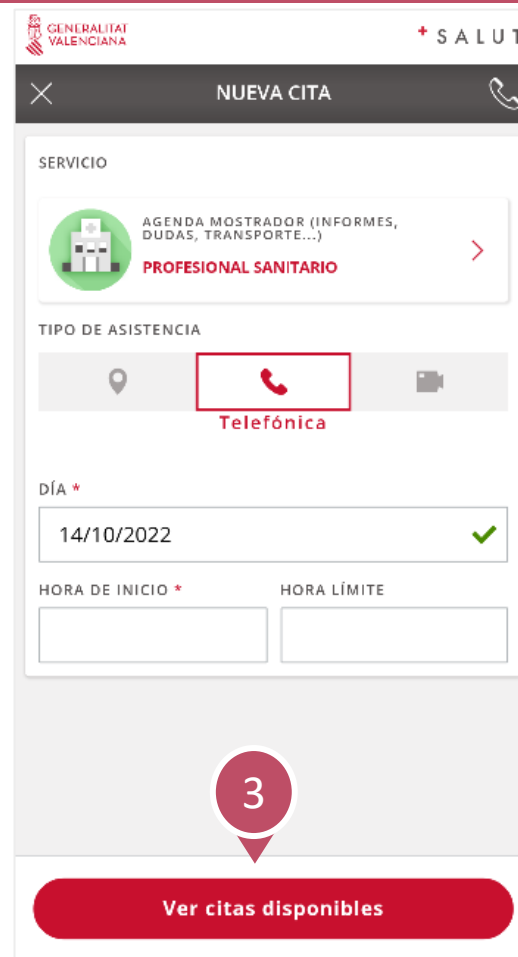 GENERALITAT
VALENCIANA
+ SALUT
NUEVA CITA
SERVICIO
AGENDA MOSTRADOR (INFORMES,
DUDAS, TRANSPORTE...)
PROFESIONAL SANITARIO
TIPO DE ASISTENCIA
Telefónica
DÍA *
14/10/2022
HORA DE INICIO * HORA LÍMITE
3
Ver citas disponibles